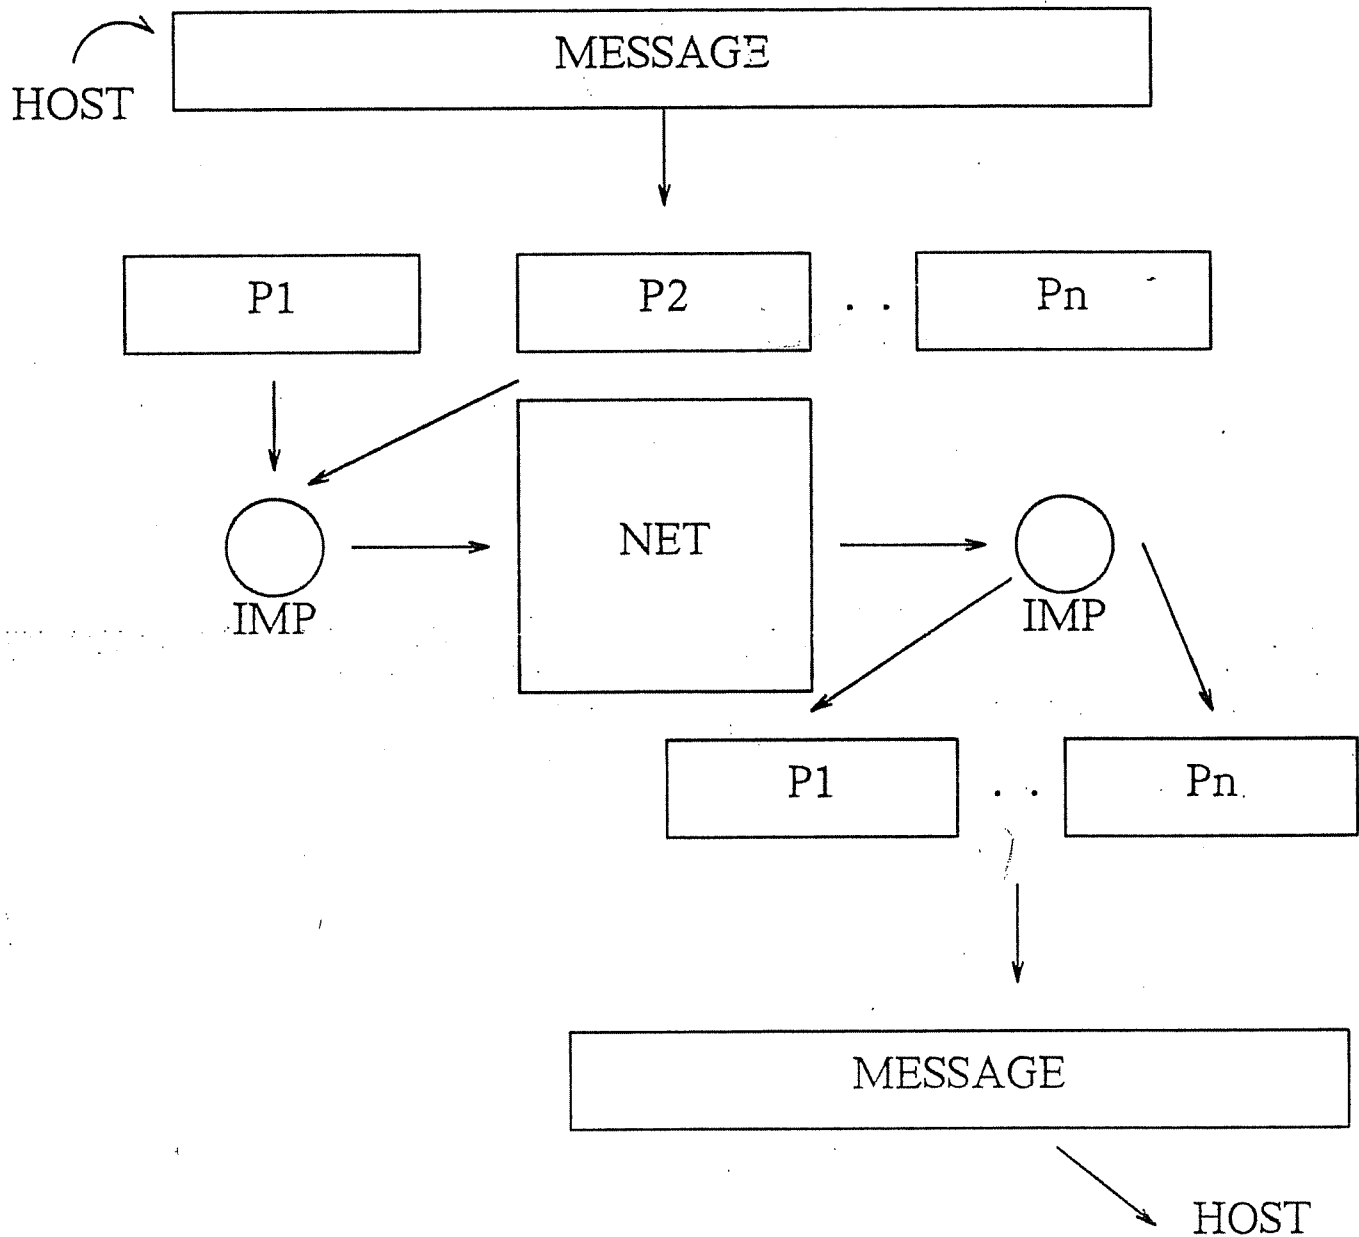 MESSAGE
HOST
P1
P2
. .
Pn
NET
IMP
IMP
P1
. .
Pn
MESSAGE
HOST